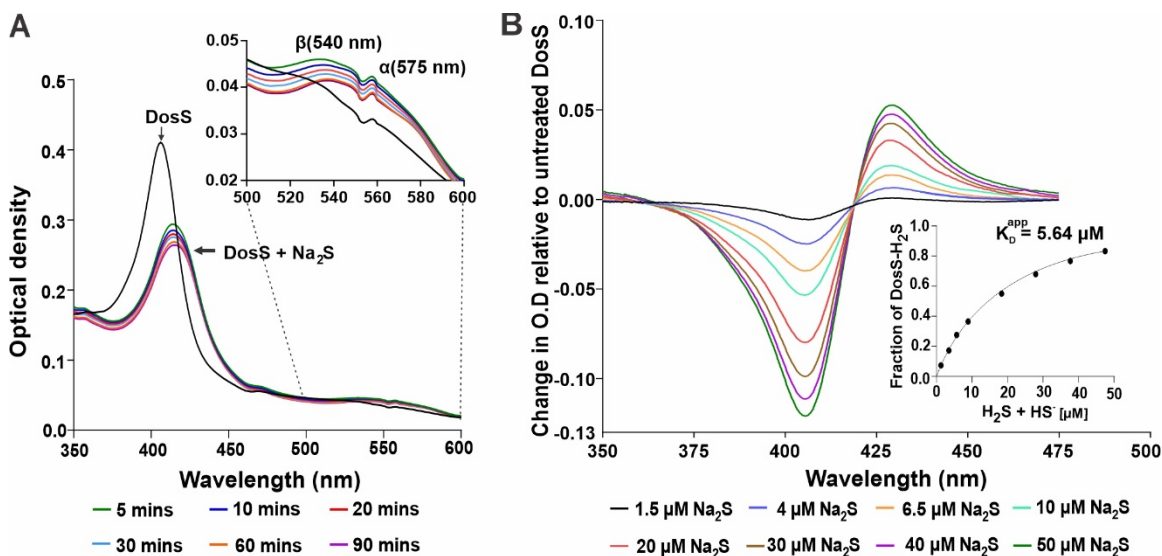 A
Optical density
0.5
0.4
0.3
0.2
0.1
0.0
350 400 450 500 550 600
Wavelength (nm)
DosS
DosS + Na₂S
0.05
0.04
0.03
0.02
500 520 540 560 580 600
β(540 nm)
α(575 nm)
5 mins 10 mins 20 mins
30 mins 60 mins 90 mins
B
Change in O.D relative to untreated DosS
0.10
0.05
0.00
-0.05
-0.10
-0.13
350 375 400 425 450 475 500
Wavelength (nm)
Fraction of DosS-H₂S
1.0
0.8
0.6
0.4
0.2
0.0
0 10 20 30 40 50
H₂S + HS⁻ [µM]
K_D^app = 5.64 µM
1.5 µM Na₂S 4 µM Na₂S 6.5 µM Na₂S 10 µM Na₂S
20 µM Na₂S 30 µM Na₂S 40 µM Na₂S 50 µM Na₂S